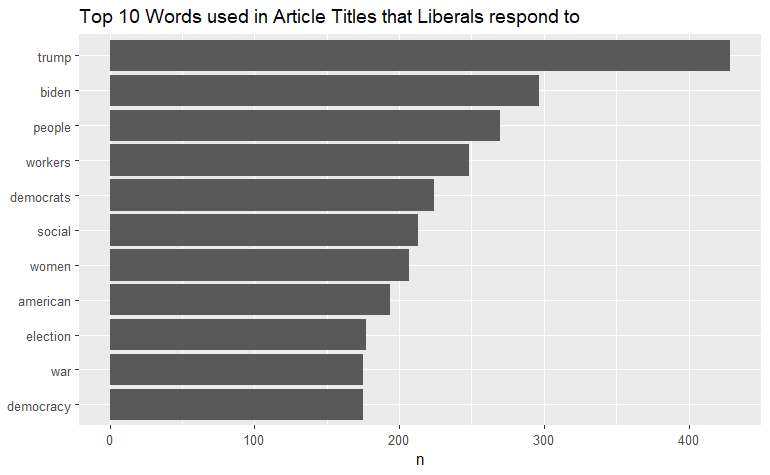 Top 10 Words used in Article Titles that Liberals respond to
trump
biden
people
workers
democrats
social
women
american
election
war
democracy
0 100 200 300 400
n